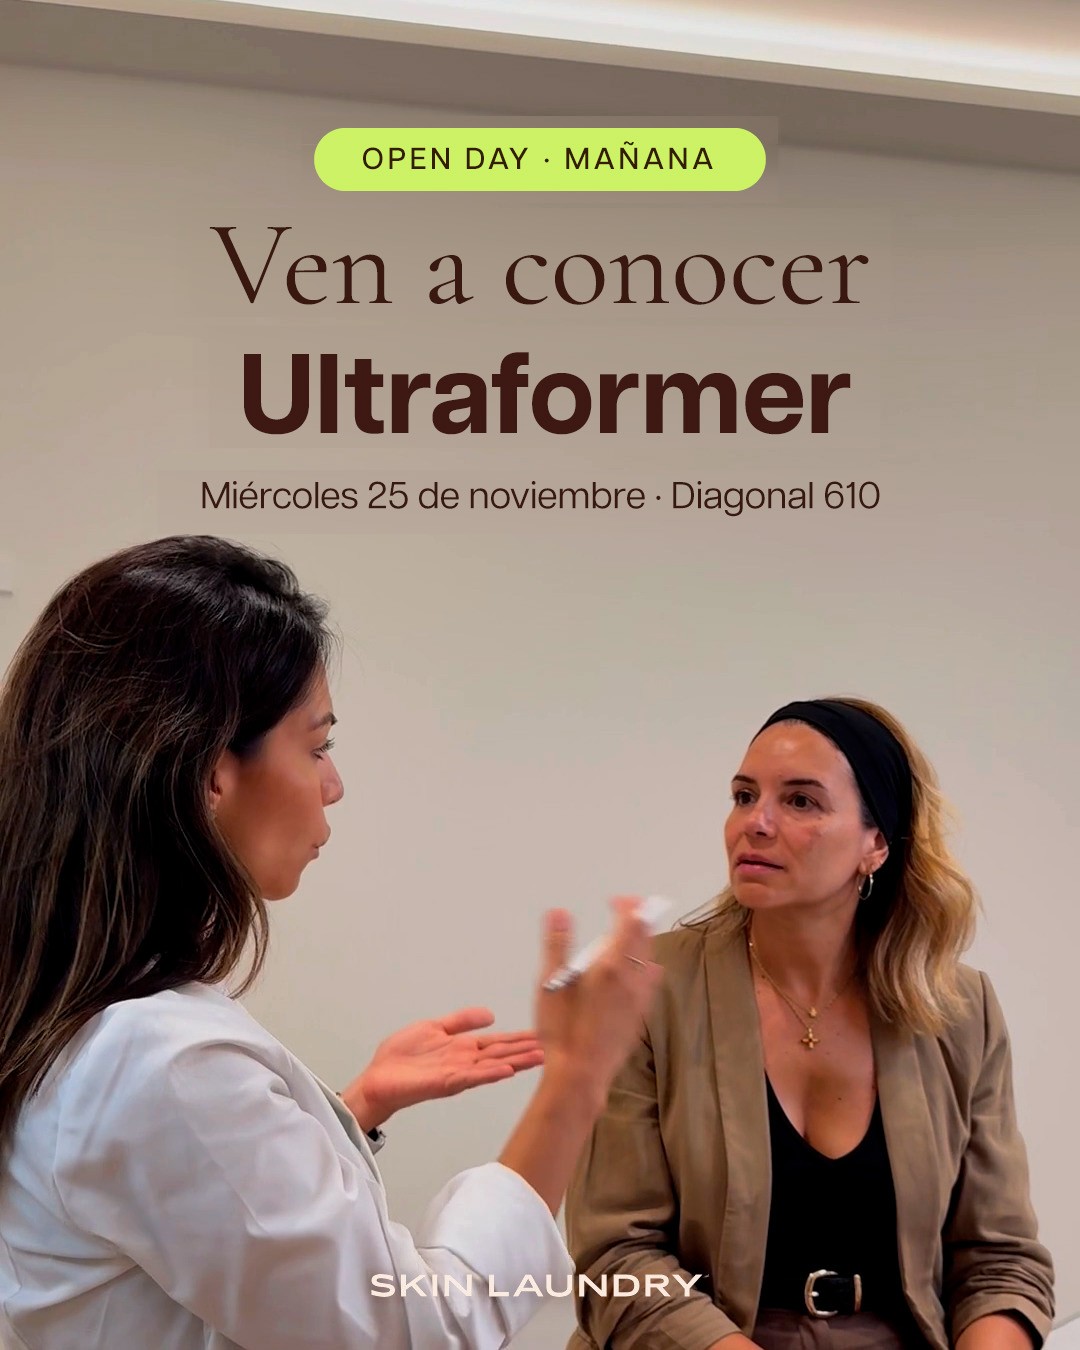 OPEN DAY · MAÑANA
Ven a conocer
Ultraformer
Miércoles 25 de noviembre · Diagonal 610
SKIN LAUNDRY